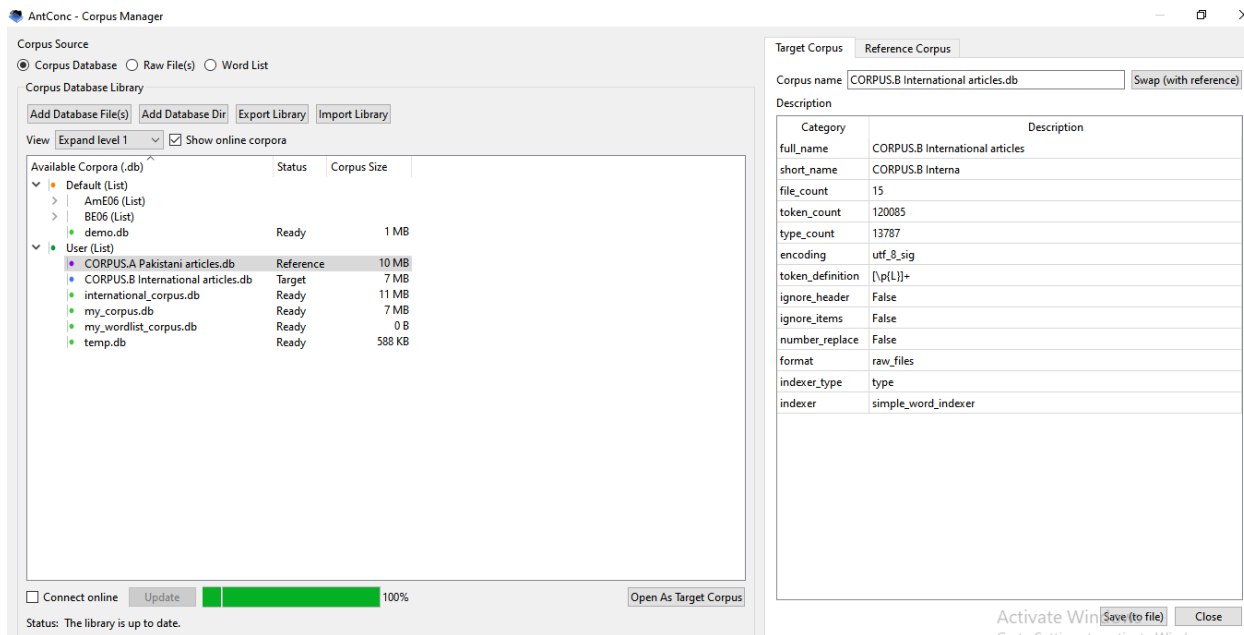 AntConc - Corpus Manager
Corpus Source
Corpus Database Raw File(s) Word List
Corpus Database Library
Add Database File(s) Add Database Dir Export Library Import Library
View Expand level 1 Show online corpora
Available Corpora (.db) Status Corpus Size
Default (List)
AmE06 (List)
BE06 (List)
demo.db Ready 1 MB
User (List)
CORPUS.A Pakistani articles.db Reference 10 MB
CORPUS.B International articles.db Target 7 MB
international_corpus.db Ready 11 MB
my_corpus.db Ready 7 MB
my_wordlist_corpus.db Ready 0 B
temp.db Ready 588 KB
Connect online Update 100% Open As Target Corpus
Status: The library is up to date.
Target Corpus Reference Corpus
Corpus name CORPUS.B International articles.db Swap (with reference)
Description
Category Description
full_name CORPUS.B International articles
short_name CORPUS.B Interna
file_count 15
token_count 120085
type_count 13787
encoding utf_8_sig
token_definition [\p{L}]+
ignore_header False
ignore_items False
number_replace False
format raw_files
indexer_type type
indexer simple_word_indexer
Activate Save (to file) Close